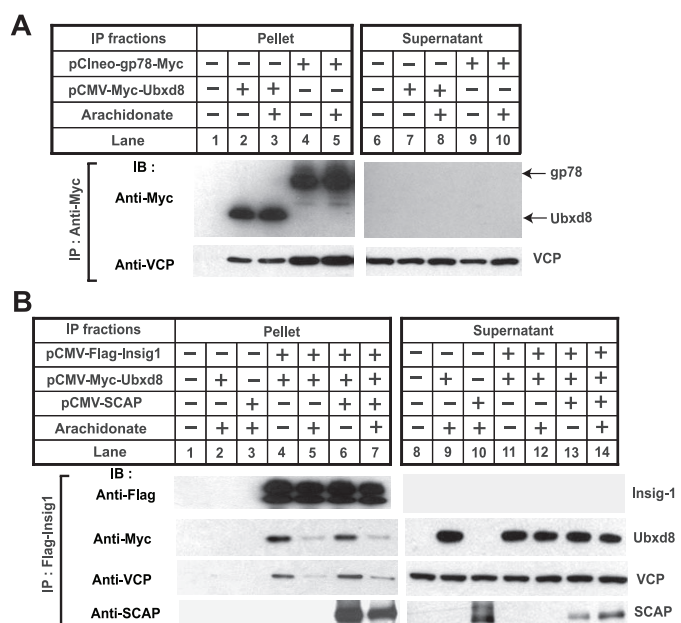 A
IP fractions Pellet Supernatant
pCIneo-gp78-Myc − − − + + − − − + +
pCMV-Myc-Ubxd8 − + + − − − + + − −
Arachidonate − − + − + − − + − +
Lane 1 2 3 4 5 6 7 8 9 10
IP : Anti-Myc
IB :
Anti-Myc
gp78
Ubxd8
Anti-VCP VCP
B
IP fractions Pellet Supernatant
pCMV-Flag-Insig1 − − − + + + + − − − + + + +
pCMV-Myc-Ubxd8 − + − + + + + − + − + + + +
pCMV-SCAP − − + − − + + − − + − − + +
Arachidonate − + + − + − + − + + − + − +
Lane 1 2 3 4 5 6 7 8 9 10 11 12 13 14
IP : Flag-Insig1
IB :
Anti-Flag Insig-1
Anti-Myc Ubxd8
Anti-VCP VCP
Anti-SCAP SCAP